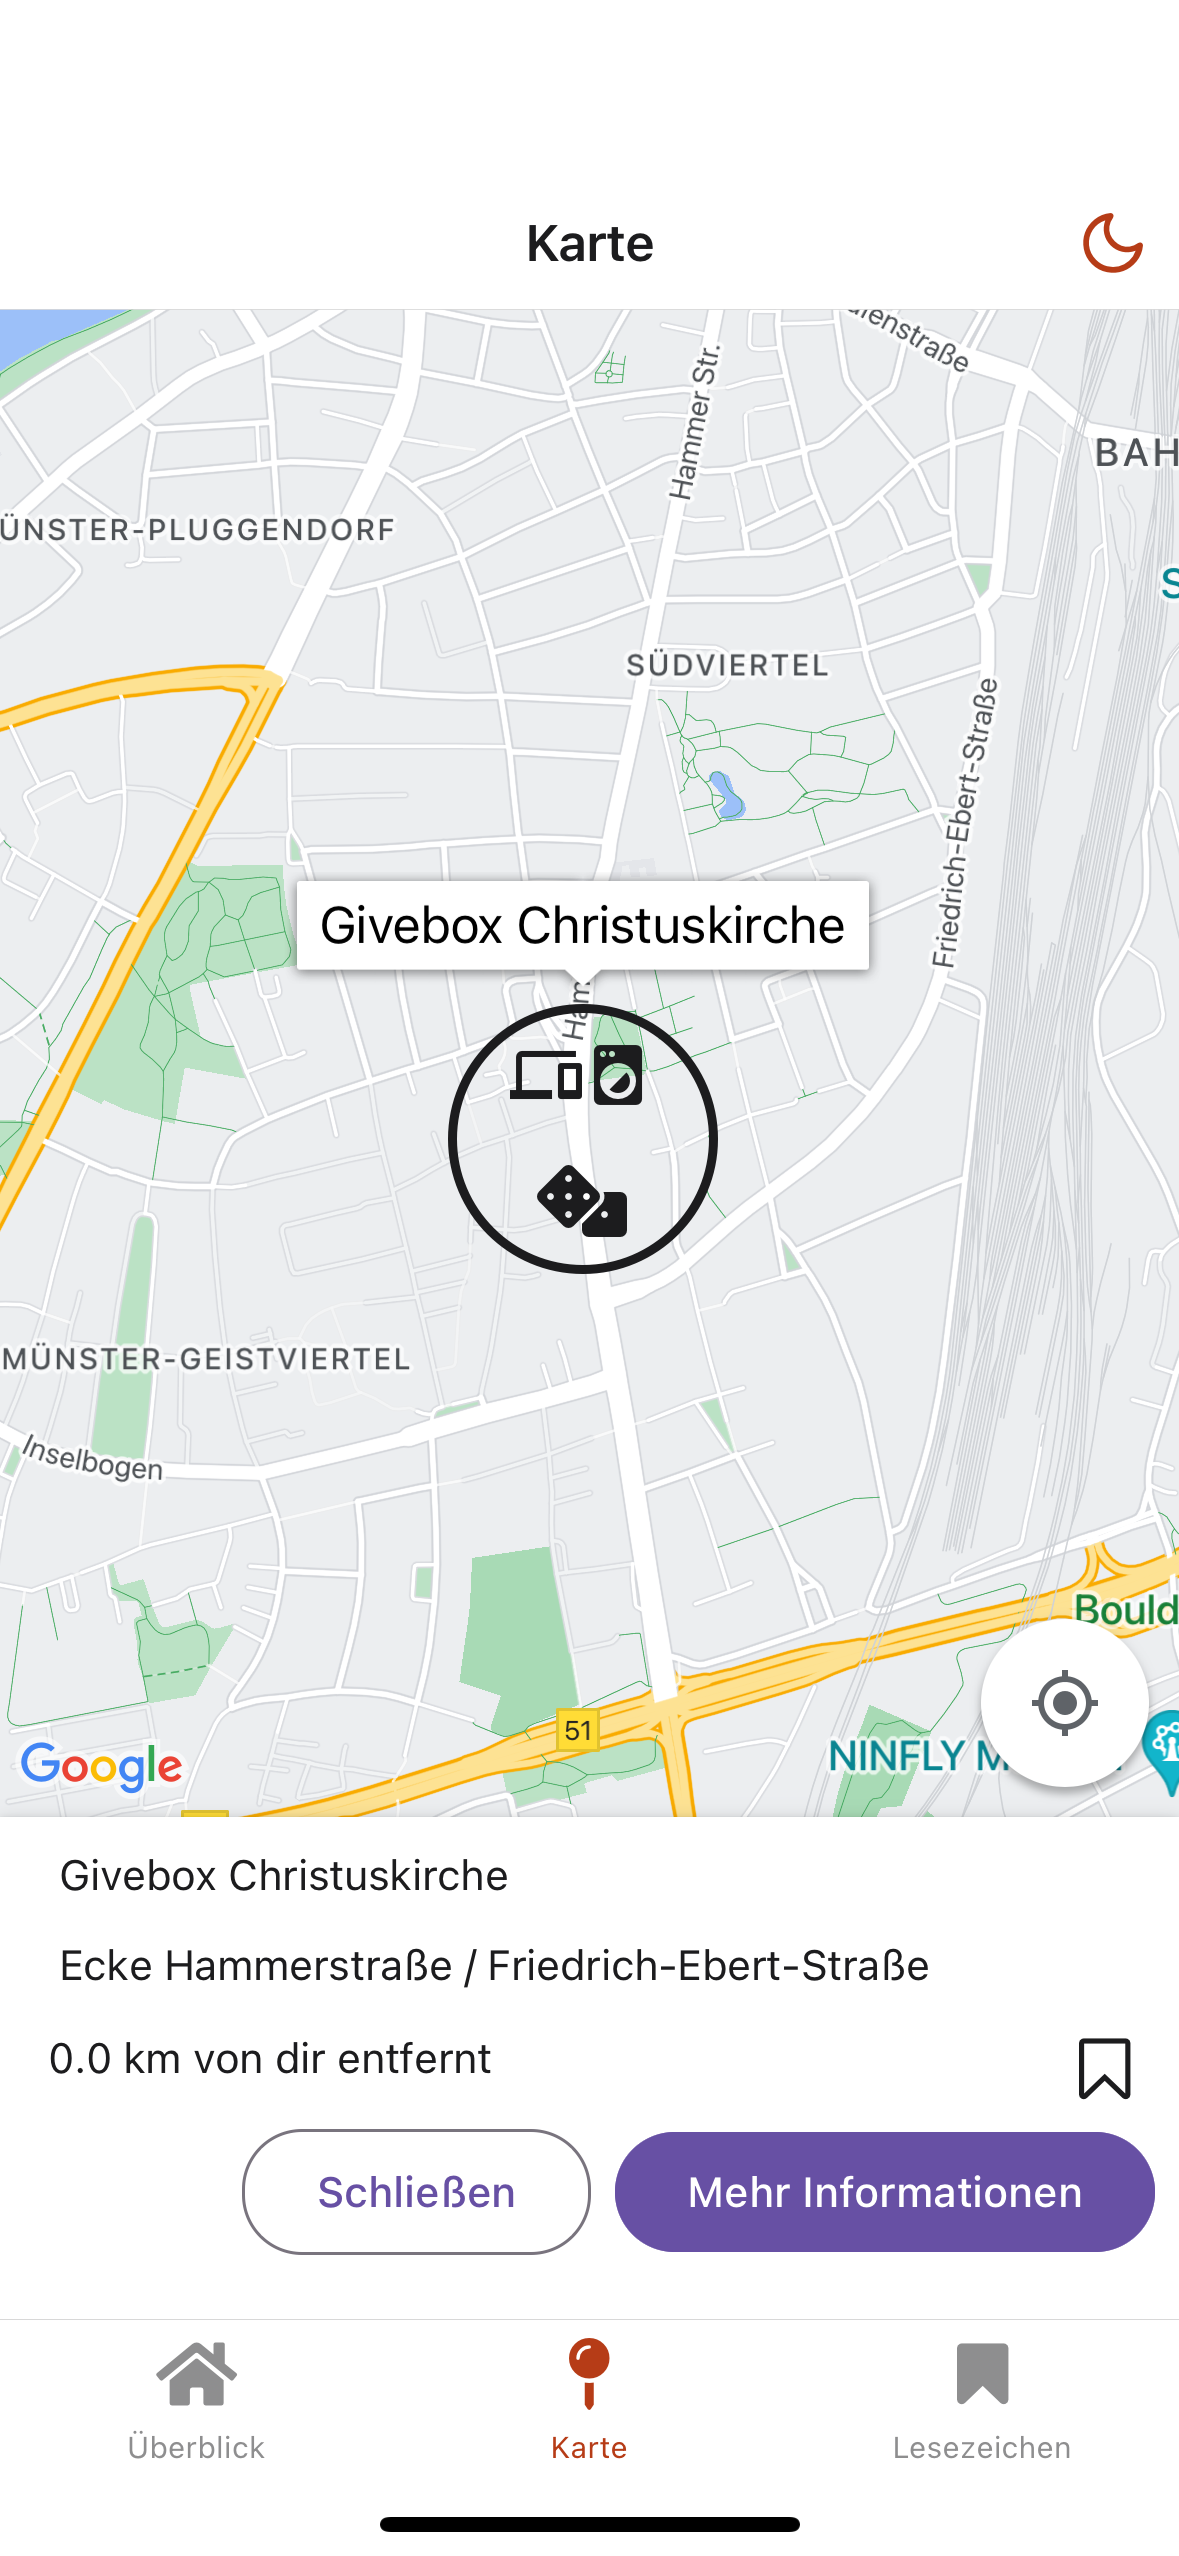 Karte
Hammer Str.
BAH
ÜNSTER-PLUGGENDORF
S
SÜDVIERTEL
Friedrich-Ebert-Straße
Givebox Christuskirche
Ham
MÜNSTER-GEISTVIERTEL
Inselbogen
Bould
51
Google
NINFLY M
Givebox Christuskirche
Ecke Hammerstraße / Friedrich-Ebert-Straße
0.0 km von dir entfernt
Schließen
Mehr Informationen
Überblick
Karte
Lesezeichen